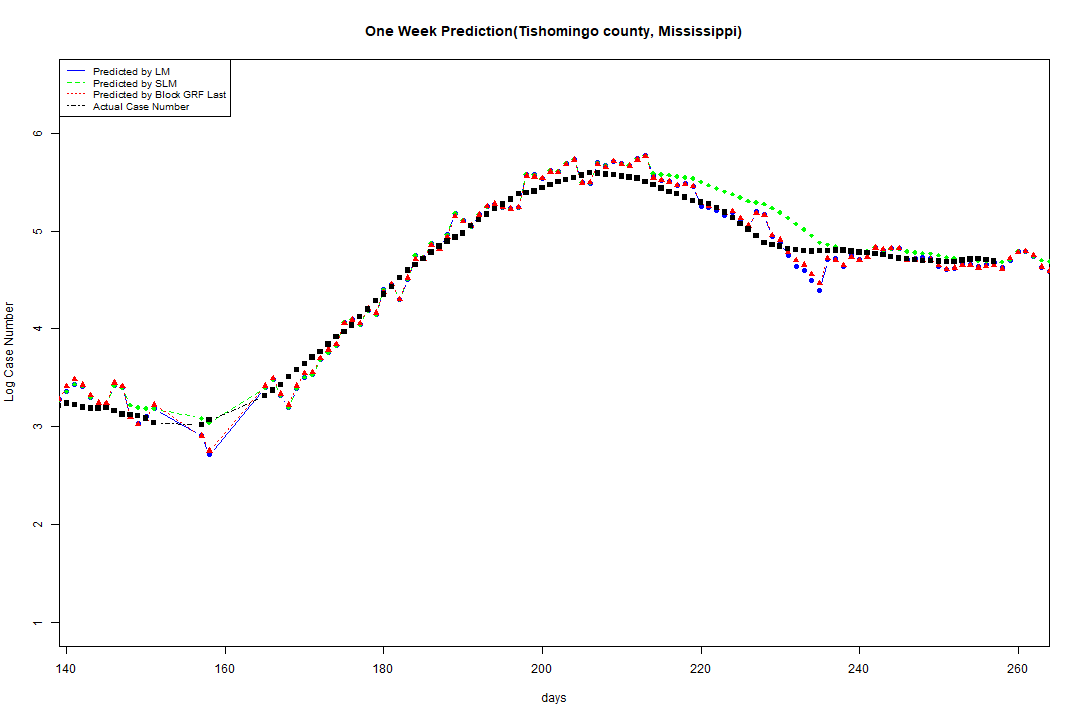 One Week Prediction(Tishomingo county, Mississippi)
Predicted by LM
Predicted by SLM
Predicted by Block GRF Last
Actual Case Number
6
5
4
3
2
1
Log Case Number
140 160 180 200 220 240 260
days